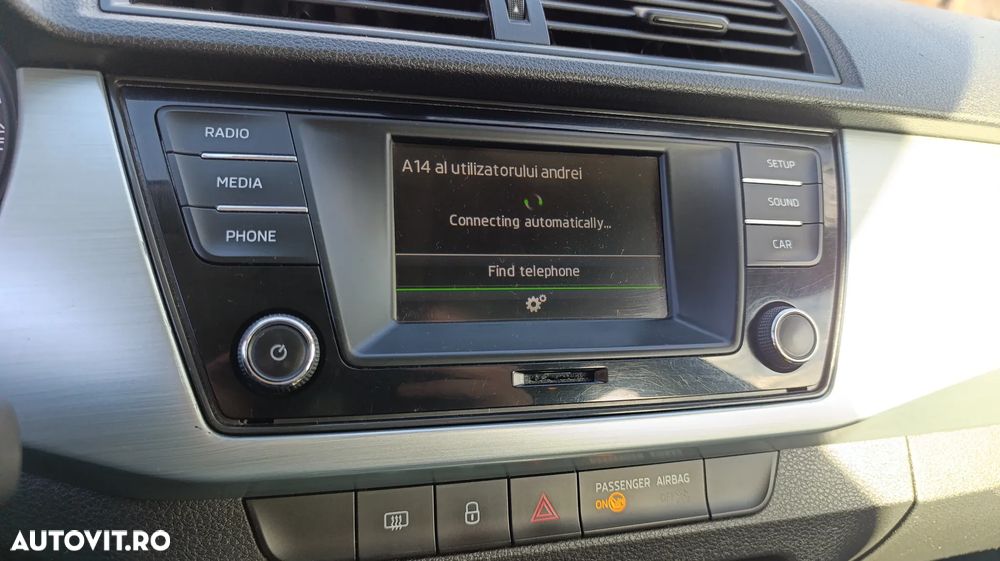 RADIO
MEDIA
PHONE
A14 al utilizatorului andrei
Connecting automatically...
Find telephone
SETUP
SOUND
CAR
PASSENGER AIRBAG
ON
AUTOVIT.RO